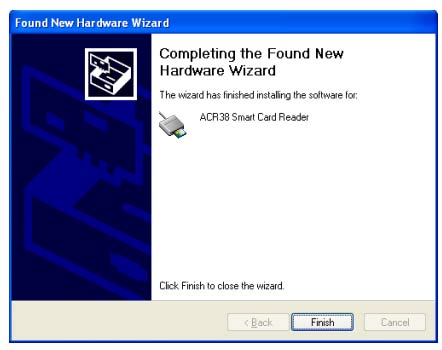 Found New Hardware Wizard
Completing the Found New
Hardware Wizard
The wizard has finished installing the software for:
ACR38 Smart Card Reader
Click Finish to close the wizard.
< Back Finish Cancel